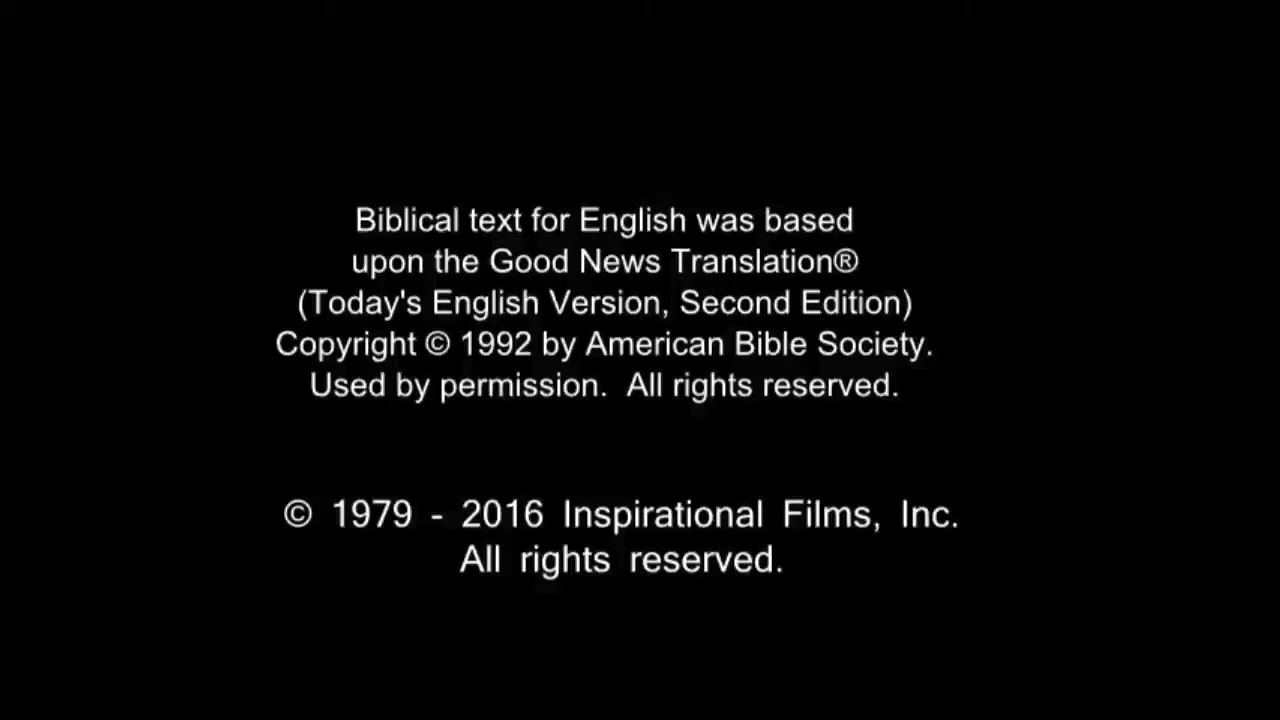 Biblical text for English was based
upon the Good News Translation®
(Today's English Version, Second Edition)
Copyright © 1992 by American Bible Society.
Used by permission.  All rights reserved.
© 1979 - 2016 Inspirational Films, Inc.
All rights reserved.